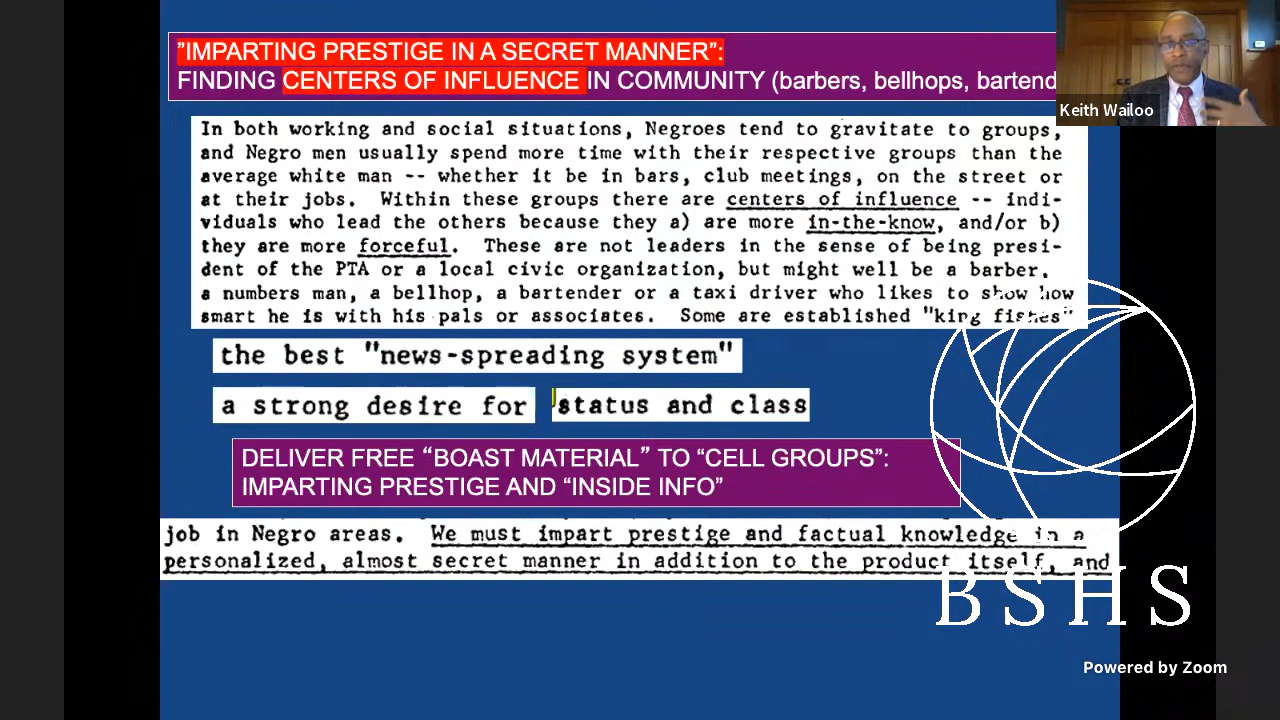 "IMPARTING PRESTIGE IN A SECRET MANNER":
FINDING CENTERS OF INFLUENCE IN COMMUNITY (barbers, bellhops, bartend
Keith Wailoo
In both working and social situations, Negroes tend to gravitate to groups,
and Negro men usually spend more time with their respective groups than the
average white man -- whether it be in bars, club meetings, on the street or
at their jobs. Within these groups there are centers of influence -- indi-
viduals who lead the others because they a) are more in-the-know, and/or b)
they are more forceful. These are not leaders in the sense of being presi-
dent of the PTA or a local civic organization, but might well be a barber,
a numbers man, a bellhop, a bartender or a taxi driver who likes to show how
smart he is with his pals or associates. Some are established "king fishes"
the best "news-spreading system"
a strong desire for status and class
DELIVER FREE “BOAST MATERIAL” TO “CELL GROUPS”:
IMPARTING PRESTIGE AND “INSIDE INFO”
job in Negro areas. We must impart prestige and factual knowledge in a
personalized, almost secret manner in addition to the product itself, and
BSHS
Powered by Zoom